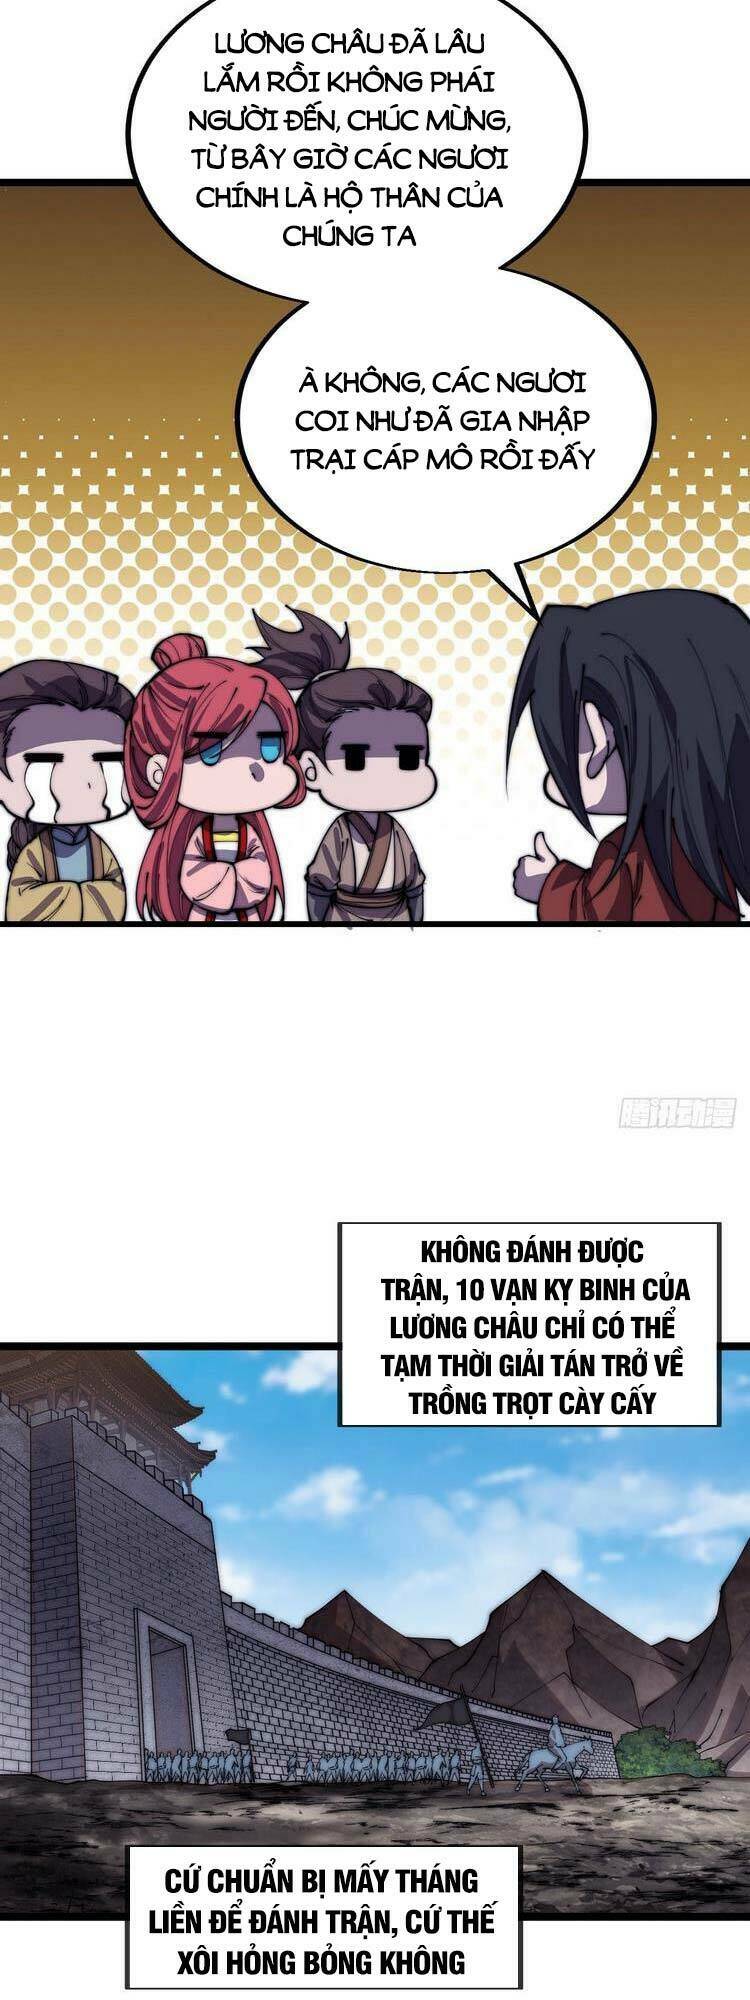 LƯƠNG CHÂU ĐÃ LÂU
LẮM RỒI KHÔNG PHÁI
NGƯỜI ĐẾN, CHÚC MỪNG,
TỪ BÂY GIỜ CÁC NGƯƠI
CHÍNH LÀ HỘ THÂN CỦA
CHÚNG TA
À KHÔNG, CÁC NGƯƠI
COI NHƯ ĐÃ GIA NHẬP
TRẠI CÁP MÔ RỒI ĐẤY
腾讯动漫
KHÔNG ĐÁNH ĐƯỢC
TRẬN, 10 VẠN KỴ BINH CỦA
LƯƠNG CHÂU CHỈ CÓ THỂ
TẠM THỜI GIẢI TÁN TRỞ VỀ
TRỒNG TRỌT CÀY CẤY
CỨ CHUẨN BỊ MẤY THÁNG
LIỀN ĐỂ ĐÁNH TRẬN, CỨ THẾ
XÔI HỎNG BỎNG KHÔNG